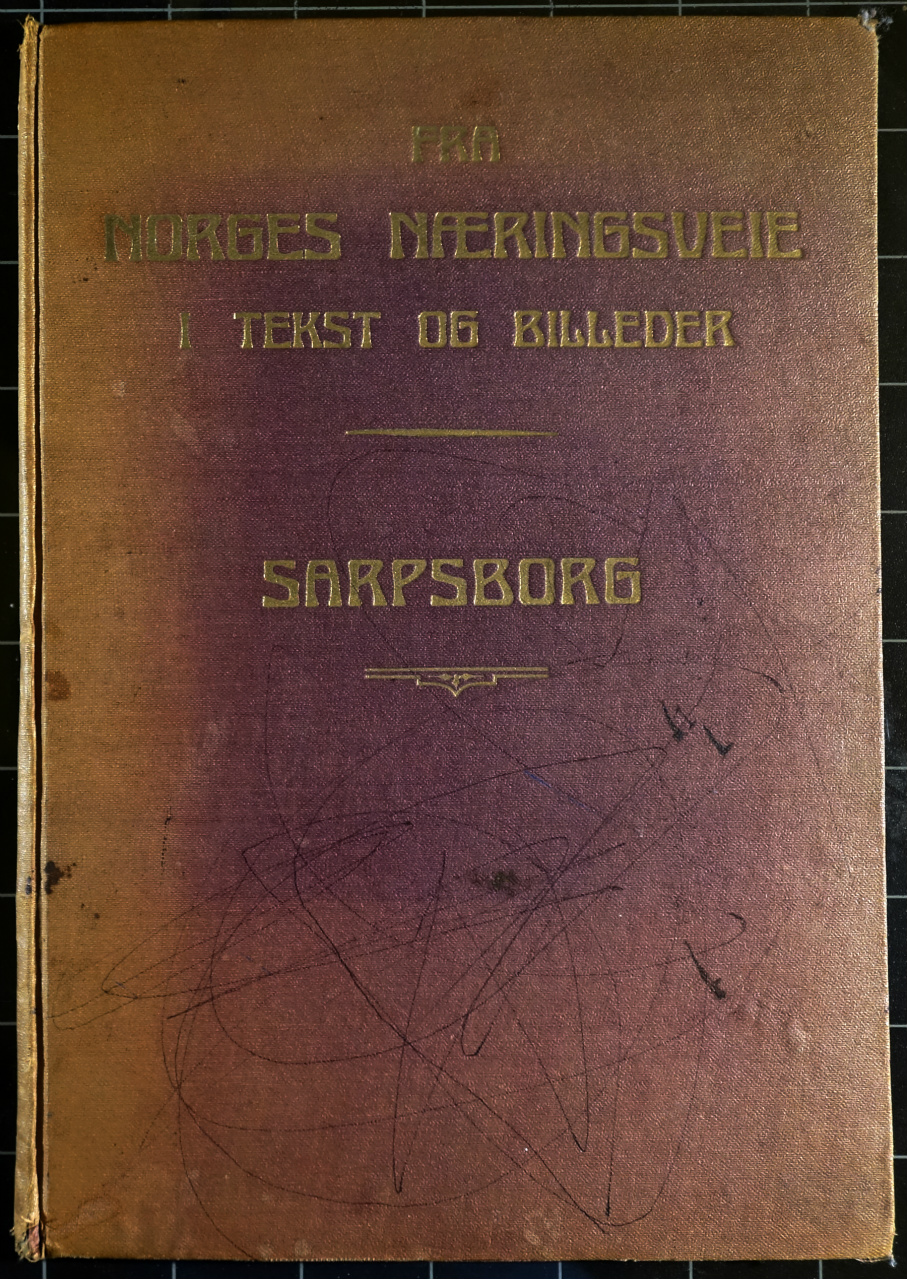 FRA
NORGES NÆRINGSVEIE
I TEKST OG BILLEDER
SARPSBORG